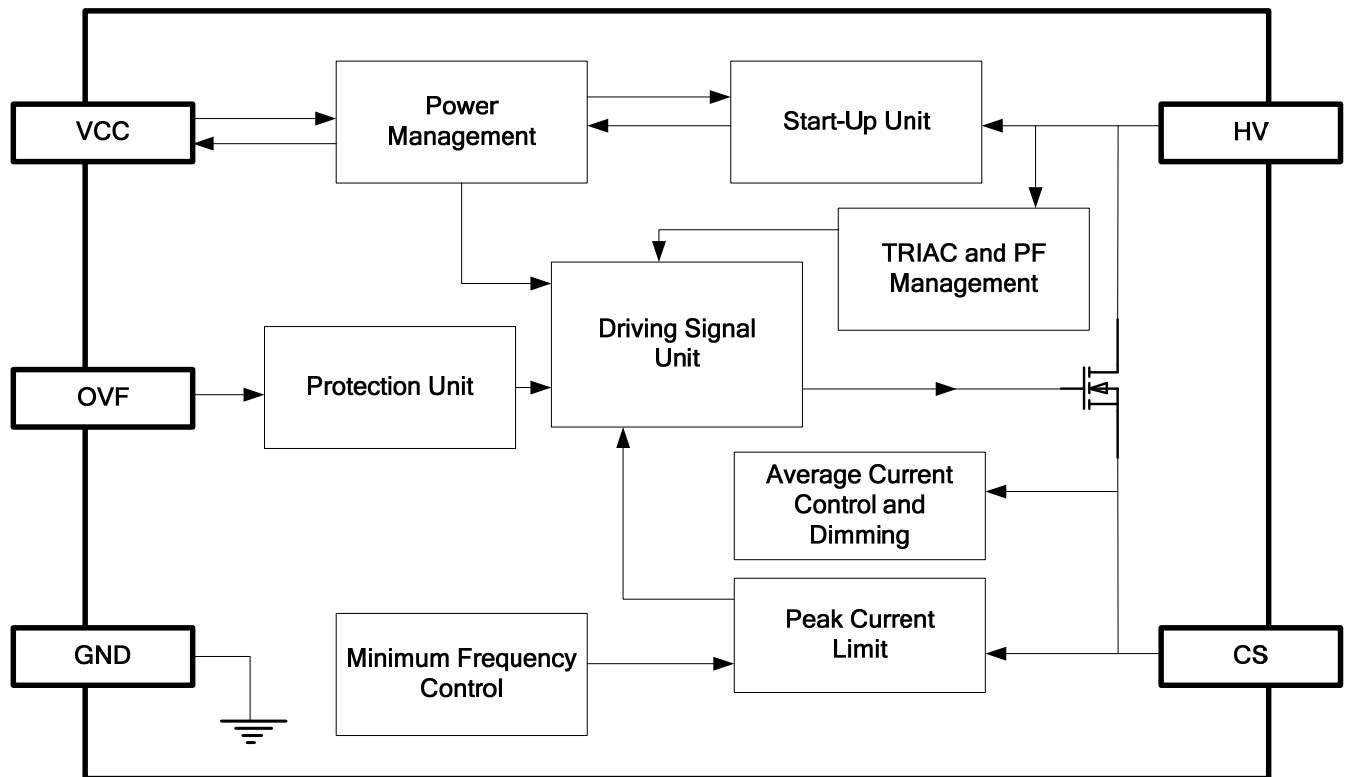 VCC
Power
Management
Start-Up Unit
HV
TRIAC and PF
Management
Driving Signal
Unit
OVF
Protection Unit
Average Current
Control and
Dimming
GND
Minimum Frequency
Control
Peak Current
Limit
CS